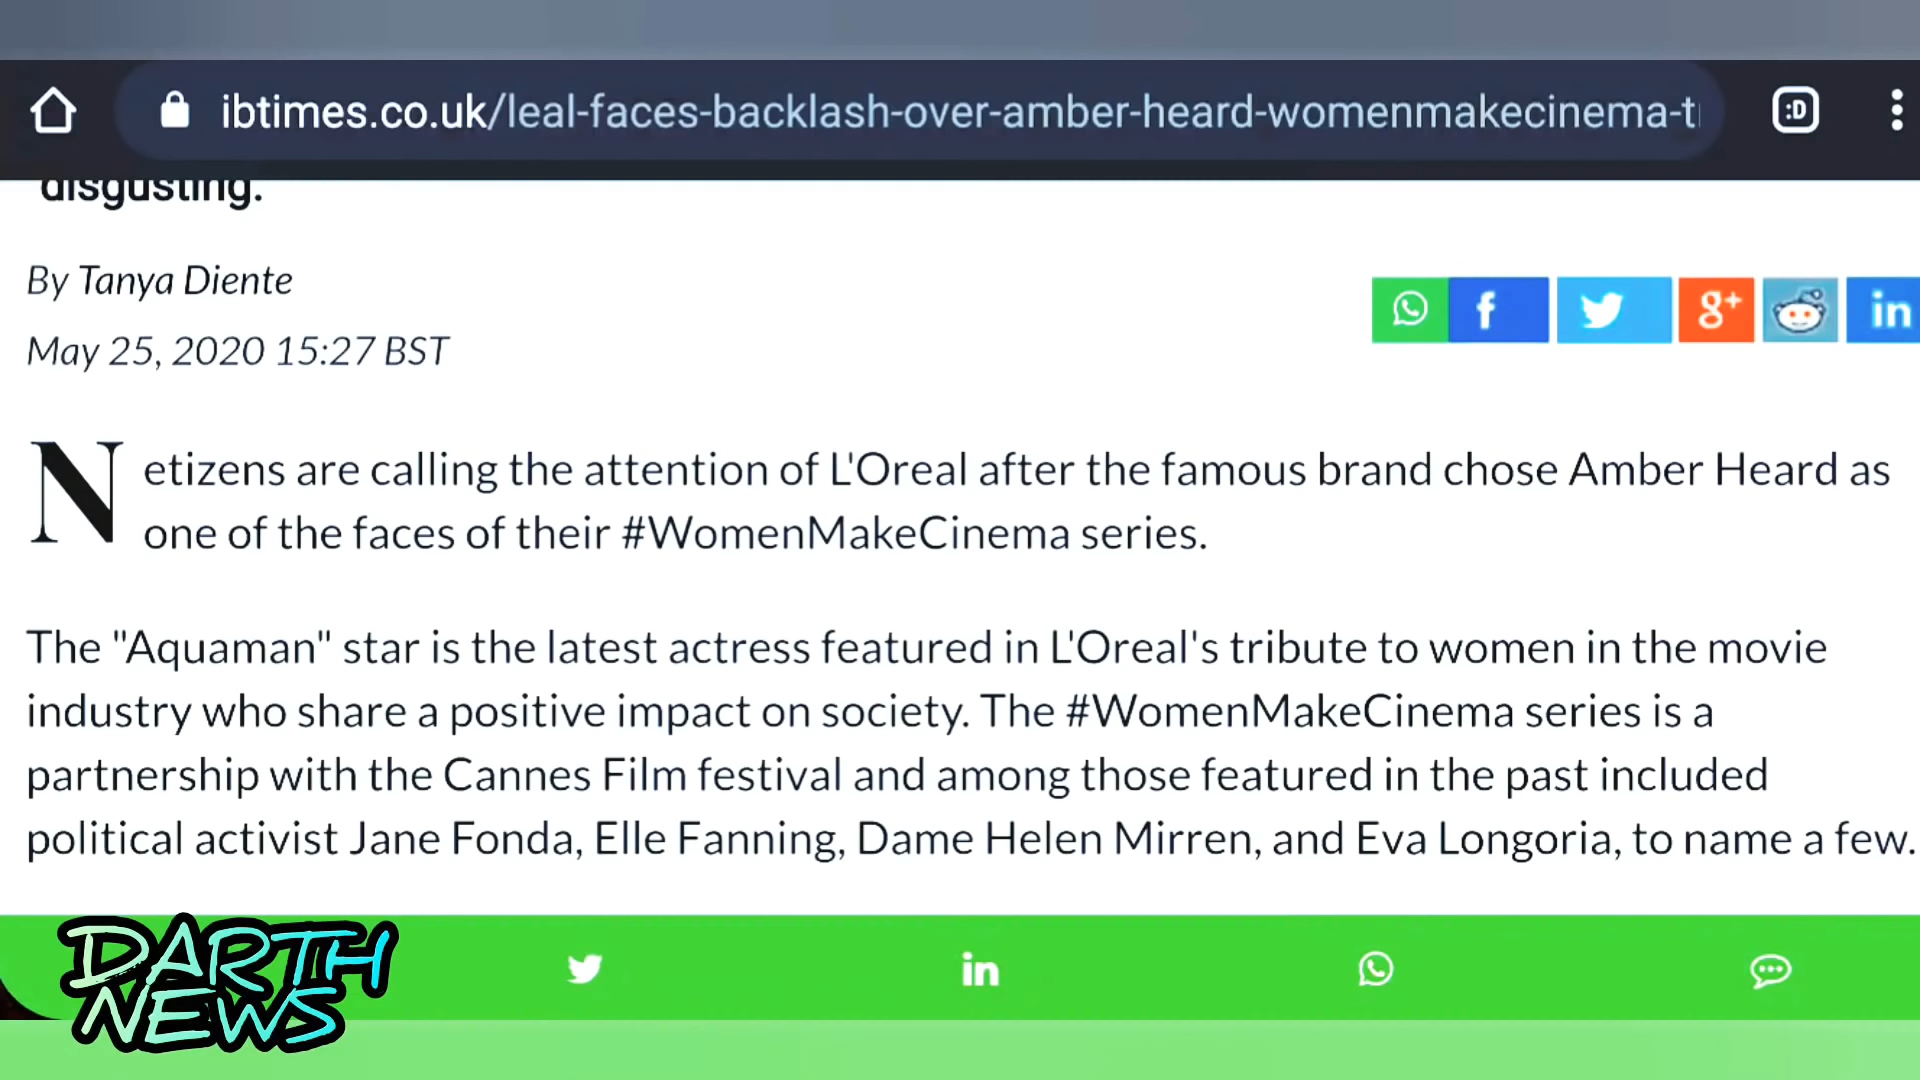 ibtimes.co.uk/leal-faces-backlash-over-amber-heard-womenmakecinema-t
:D
disgusting.
By Tanya Diente
May 25, 2020 15:27 BST
f
g+
in
Netizens are calling the attention of L'Oreal after the famous brand chose Amber Heard as
one of the faces of their #WomenMakeCinema series.
The "Aquaman" star is the latest actress featured in L'Oreal's tribute to women in the movie
industry who share a positive impact on society. The #WomenMakeCinema series is a
partnership with the Cannes Film festival and among those featured in the past included
political activist Jane Fonda, Elle Fanning, Dame Helen Mirren, and Eva Longoria, to name a few.
in
DARTH
NEWS